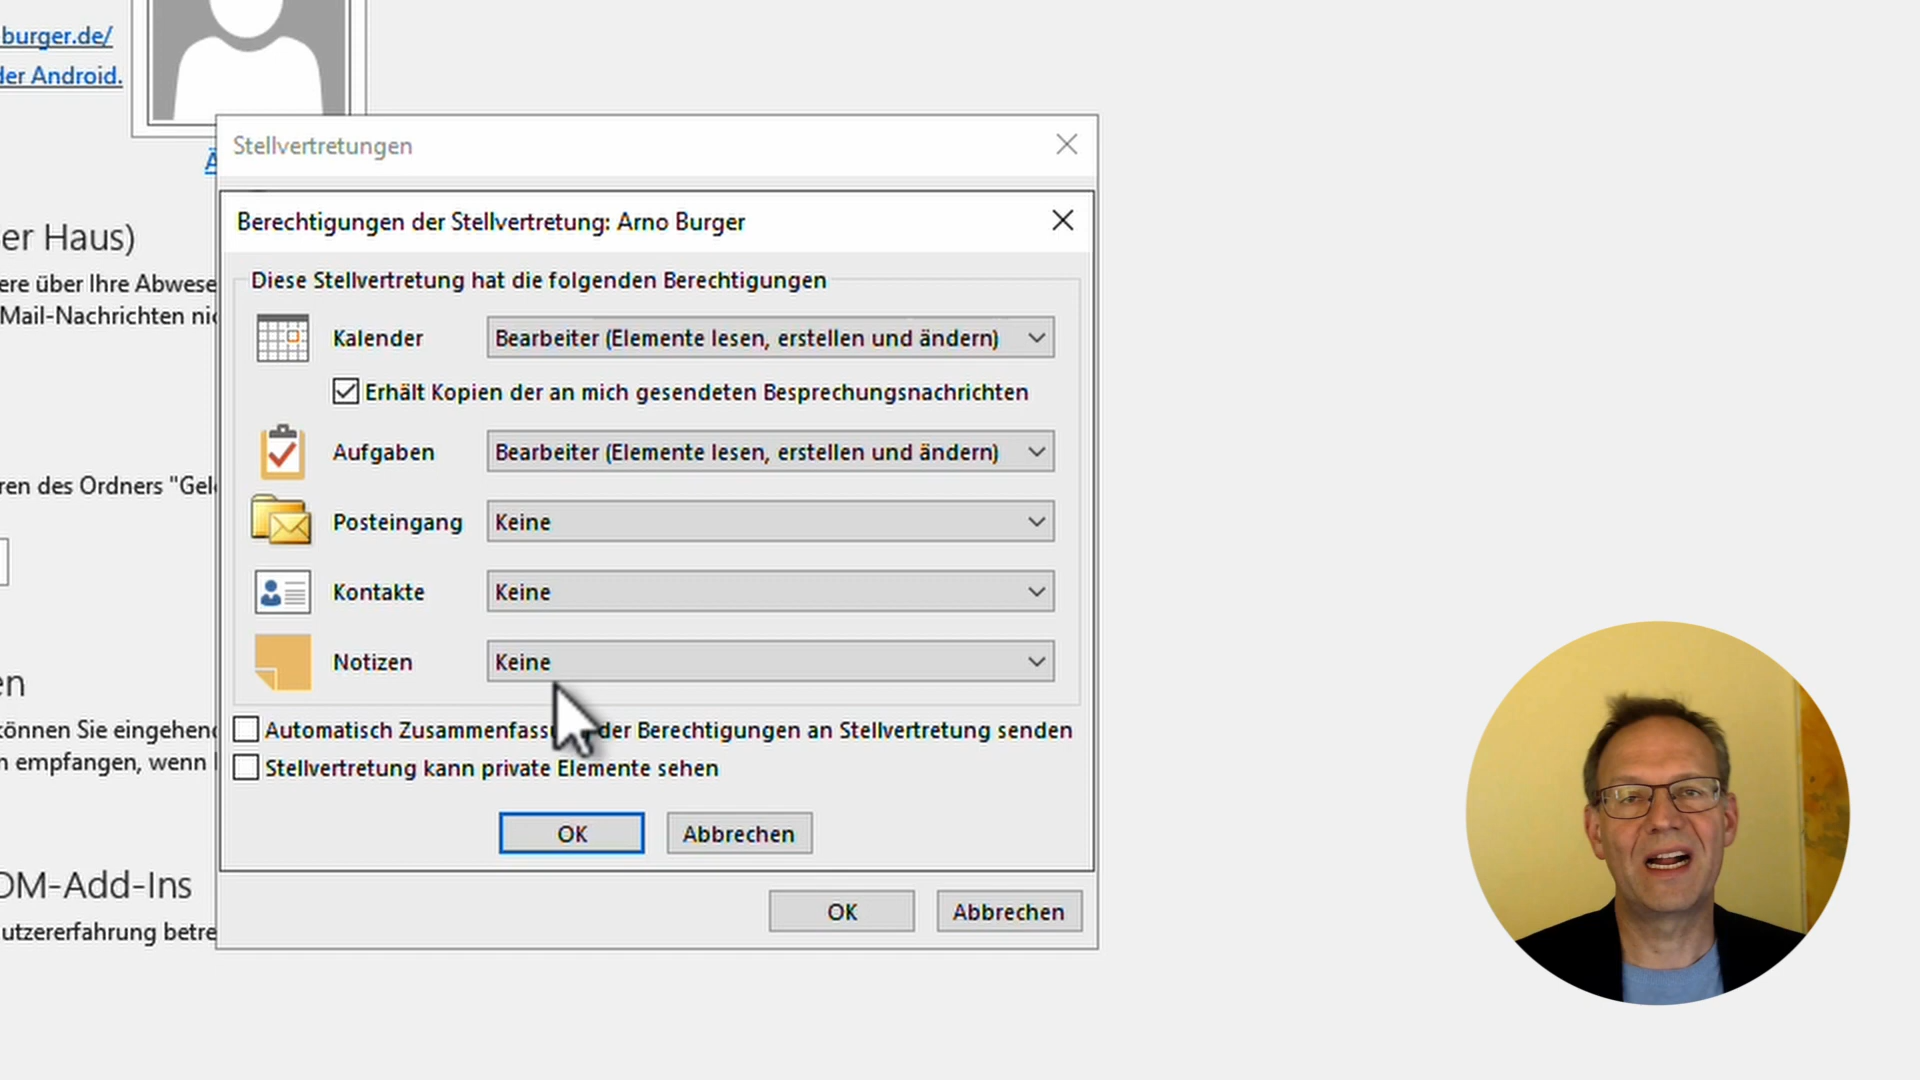 burger.de/
der Android.
Stellvertretungen
Berechtigungen der Stellvertretung: Arno Burger
er Haus)
Diese Stellvertretung hat die folgenden Berechtigungen
ere über Ihre Abwese
Mail-Nachrichten nic
Kalender Bearbeiter (Elemente lesen, erstellen und ändern)
Erhält Kopien der an mich gesendeten Besprechungsnachrichten
Aufgaben Bearbeiter (Elemente lesen, erstellen und ändern)
ren des Ordners "Gel
Posteingang Keine
Kontakte Keine
Notizen Keine
en
können Sie eingehend
Automatisch Zusammenfass der Berechtigungen an Stellvertretung senden
n empfangen, wenn
Stellvertretung kann private Elemente sehen
OK Abbrechen
OM-Add-Ins
utzererfahrung betre
OK Abbrechen